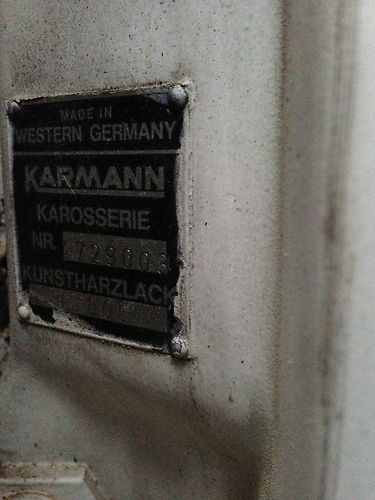 MADE IN
WESTERN GERMANY
KARMANN
KAROSSERIE
NR.
KUNSTHARZLACK